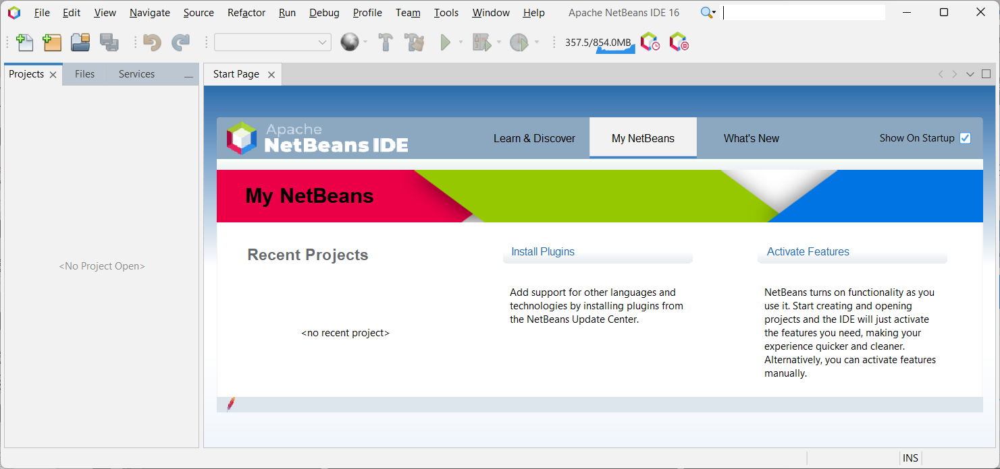 File Edit View Navigate Source Refactor Run Debug Profile Team Tools Window Help Apache NetBeans IDE 16
357.5/854.0MB
Projects Files Services
Start Page
<No Project Open>
Apache
NetBeans IDE
Learn & Discover My NetBeans What's New Show On Startup
My NetBeans
Recent Projects
<no recent project>
Install Plugins
Add support for other languages and
technologies by installing plugins from
the NetBeans Update Center.
Activate Features
NetBeans turns on functionality as you
use it. Start creating and opening
projects and the IDE will just activate
the features you need, making your
experience quicker and cleaner.
Alternatively, you can activate features
manually.
INS